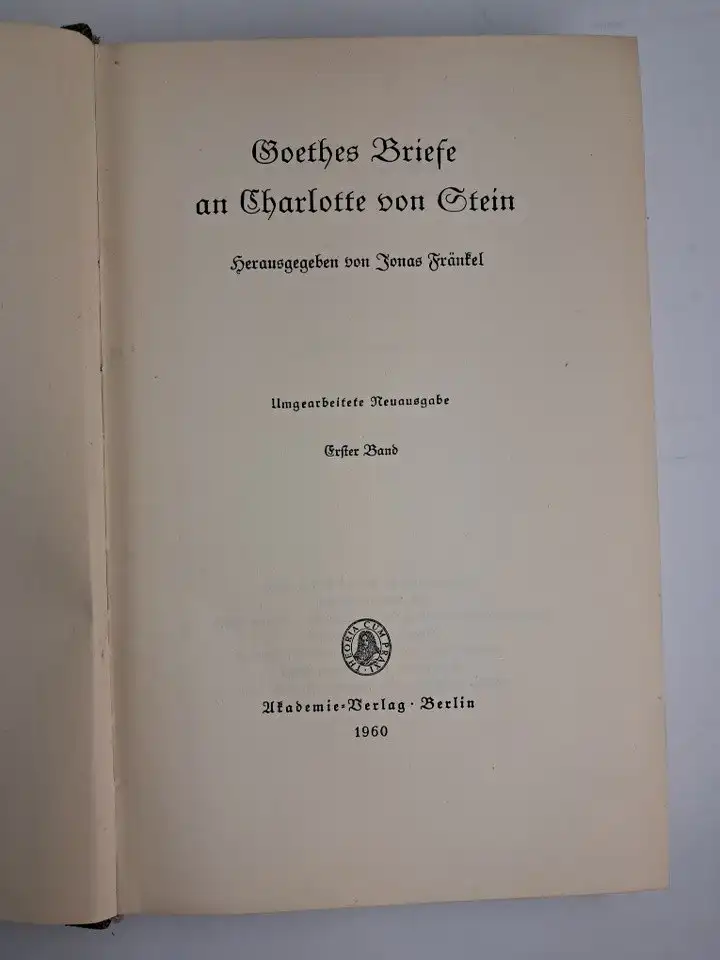 Goethes Briefe
an Charlotte von Stein
Herausgegeben von Jonas Fränkel
Umgearbeitete Neuausgabe
Erster Band
THEORIA CUM PRAXI
Akademie-Verlag · Berlin
1960